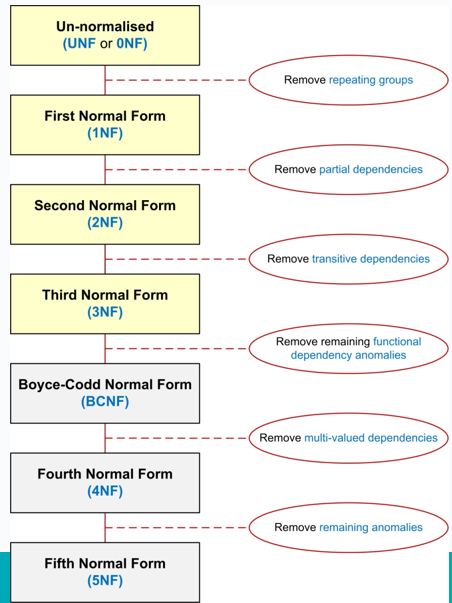 Un-normalised
(UNF or 0NF)
Remove repeating groups
First Normal Form
(1NF)
Remove partial dependencies
Second Normal Form
(2NF)
Remove transitive dependencies
Third Normal Form
(3NF)
Remove remaining functional
dependency anomalies
Boyce-Codd Normal Form
(BCNF)
Remove multi-valued dependencies
Fourth Normal Form
(4NF)
Remove remaining anomalies
Fifth Normal Form
(5NF)